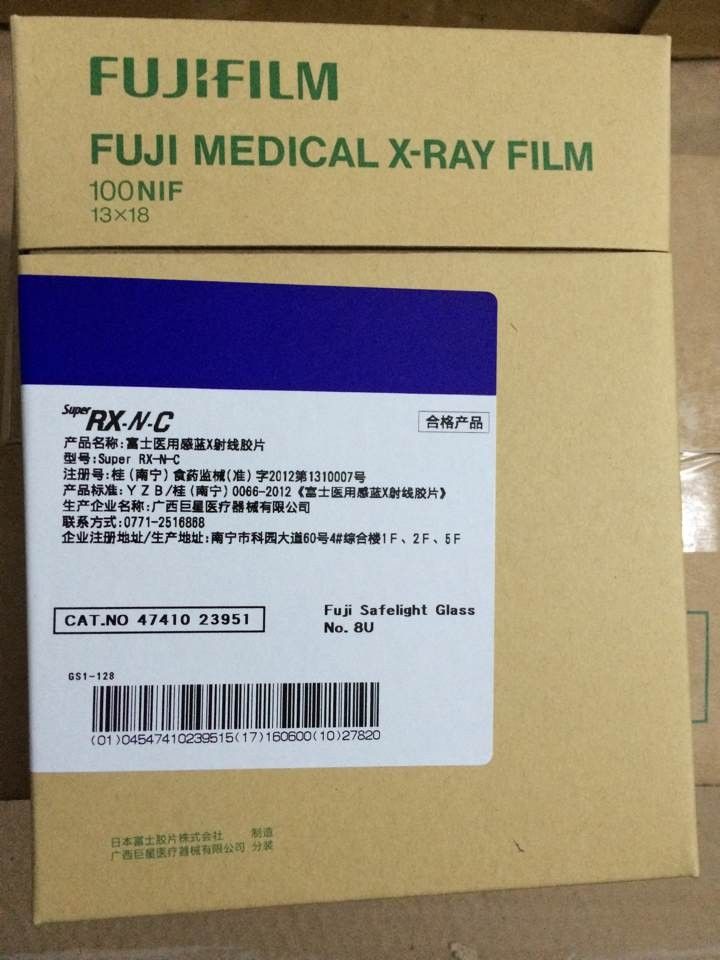 FUJIFILM
FUJI MEDICAL X-RAY FILM
100NIF
13×18
Super RX-N-C
合格产品
产品名称:富士医用感蓝X射线胶片
型号:Super RX-N-C
注册号:桂(南宁)食药监械(准)字2012第1310007号
产品标准:YZB/桂(南宁)0066-2012《富士医用感蓝X射线胶片》
生产企业名称:广西巨星医疗器械有限公司
联系方式:0771-2516888
企业注册地址/生产地址:南宁市科园大道60号4#综合楼1F、2F、5F
CAT.NO 47410 23951
Fuji Safelight Glass
No. 8U
GS1-128
(01)04547410239515(17)160600(10)27820
日本富士胶片株式会社 制造
广西巨星医疗器械有限公司 分装